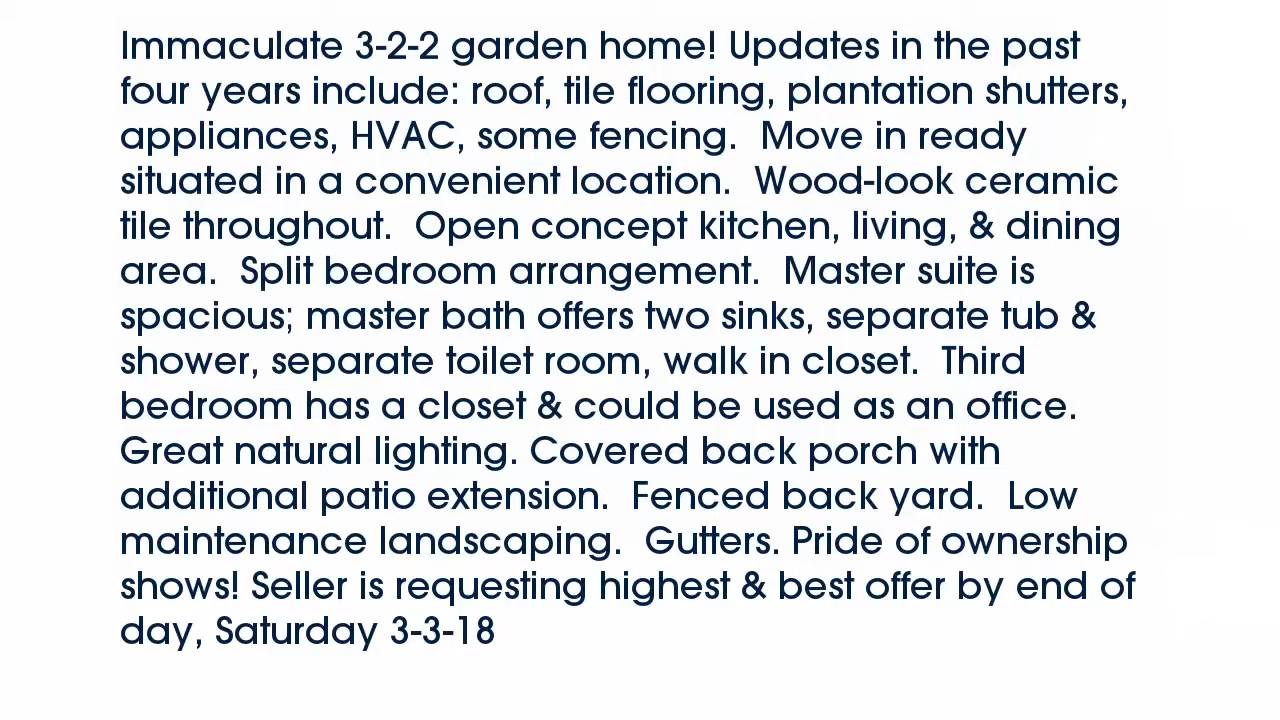 Immaculate 3-2-2 garden home! Updates in the past
four years include: roof, tile flooring, plantation shutters,
appliances, HVAC, some fencing.  Move in ready
situated in a convenient location.  Wood-look ceramic
tile throughout.  Open concept kitchen, living, & dining
area.  Split bedroom arrangement.  Master suite is
spacious; master bath offers two sinks, separate tub &
shower, separate toilet room, walk in closet.  Third
bedroom has a closet & could be used as an office.
Great natural lighting. Covered back porch with
additional patio extension.  Fenced back yard.  Low
maintenance landscaping.  Gutters. Pride of ownership
shows! Seller is requesting highest & best offer by end of
day, Saturday 3-3-18